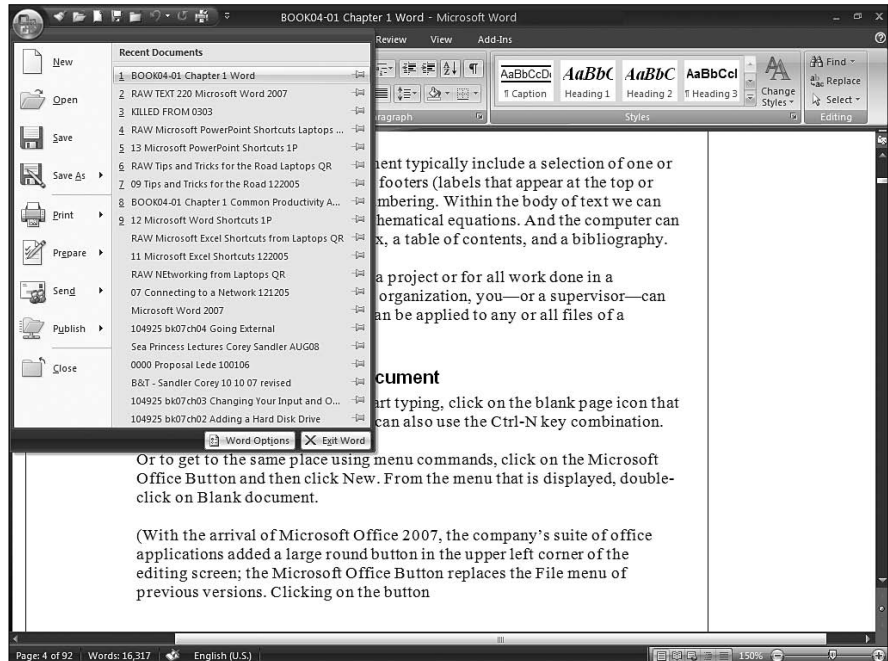 BOOK04-01 Chapter 1 Word - Microsoft Word
Review View Add-Ins
New
Open
Save
Save As
Print
Prepare
Send
Publish
Close
Recent Documents
1 BOOK04-01 Chapter 1 Word
2 RAW TEXT 220 Microsoft Word 2007
3 KILLED FROM 0303
4 RAW Microsoft PowerPoint Shortcuts Laptops ...
5 13 Microsoft PowerPoint Shortcuts 1P
6 RAW Tips and Tricks for the Road Laptops QR
7 09 Tips and Tricks for the Road 122005
8 BOOK04-01 Chapter 1 Common Productivity A...
9 12 Microsoft Word Shortcuts 1P
RAW Microsoft Excel Shortcuts from Laptops QR
11 Microsoft Excel Shortcuts 122005
RAW NEtworking from Laptops QR
07 Connecting to a Network 121205
Microsoft Word 2007
104925 bk07ch04 Going External
Sea Princess Lectures Corey Sandler AUG08
0000 Proposal Lede 100106
B&T - Sandler Corey 10 10 07 revised
104925 bk07ch03 Changing Your Input and O...
104925 bk07ch02 Adding a Hard Disk Drive
Word Options Exit Word
AaBbCcDc AaBbC AaBbC AaBbCcI
¶ Caption Heading 1 Heading 2 ¶ Heading 3
Change
Styles
Find
Replace
Select
aragraph Styles Editing
ent typically include a selection of one or
footers (labels that appear at the top or
mbering. Within the body of text we can
hematical equations. And the computer can
x, a table of contents, and a bibliography.
a project or for all work done in a
organization, you—or a supervisor—can
an be applied to any or all files of a
cument
art typing, click on the blank page icon that
can also use the Ctrl-N key combination.
Or to get to the same place using menu commands, click on the Microsoft
Office Button and then click New. From the menu that is displayed, double-
click on Blank document.
(With the arrival of Microsoft Office 2007, the company’s suite of office
applications added a large round button in the upper left corner of the
editing screen; the Microsoft Office Button replaces the File menu of
previous versions. Clicking on the button
Page: 4 of 92 Words: 16,317 English (U.S.) 150%